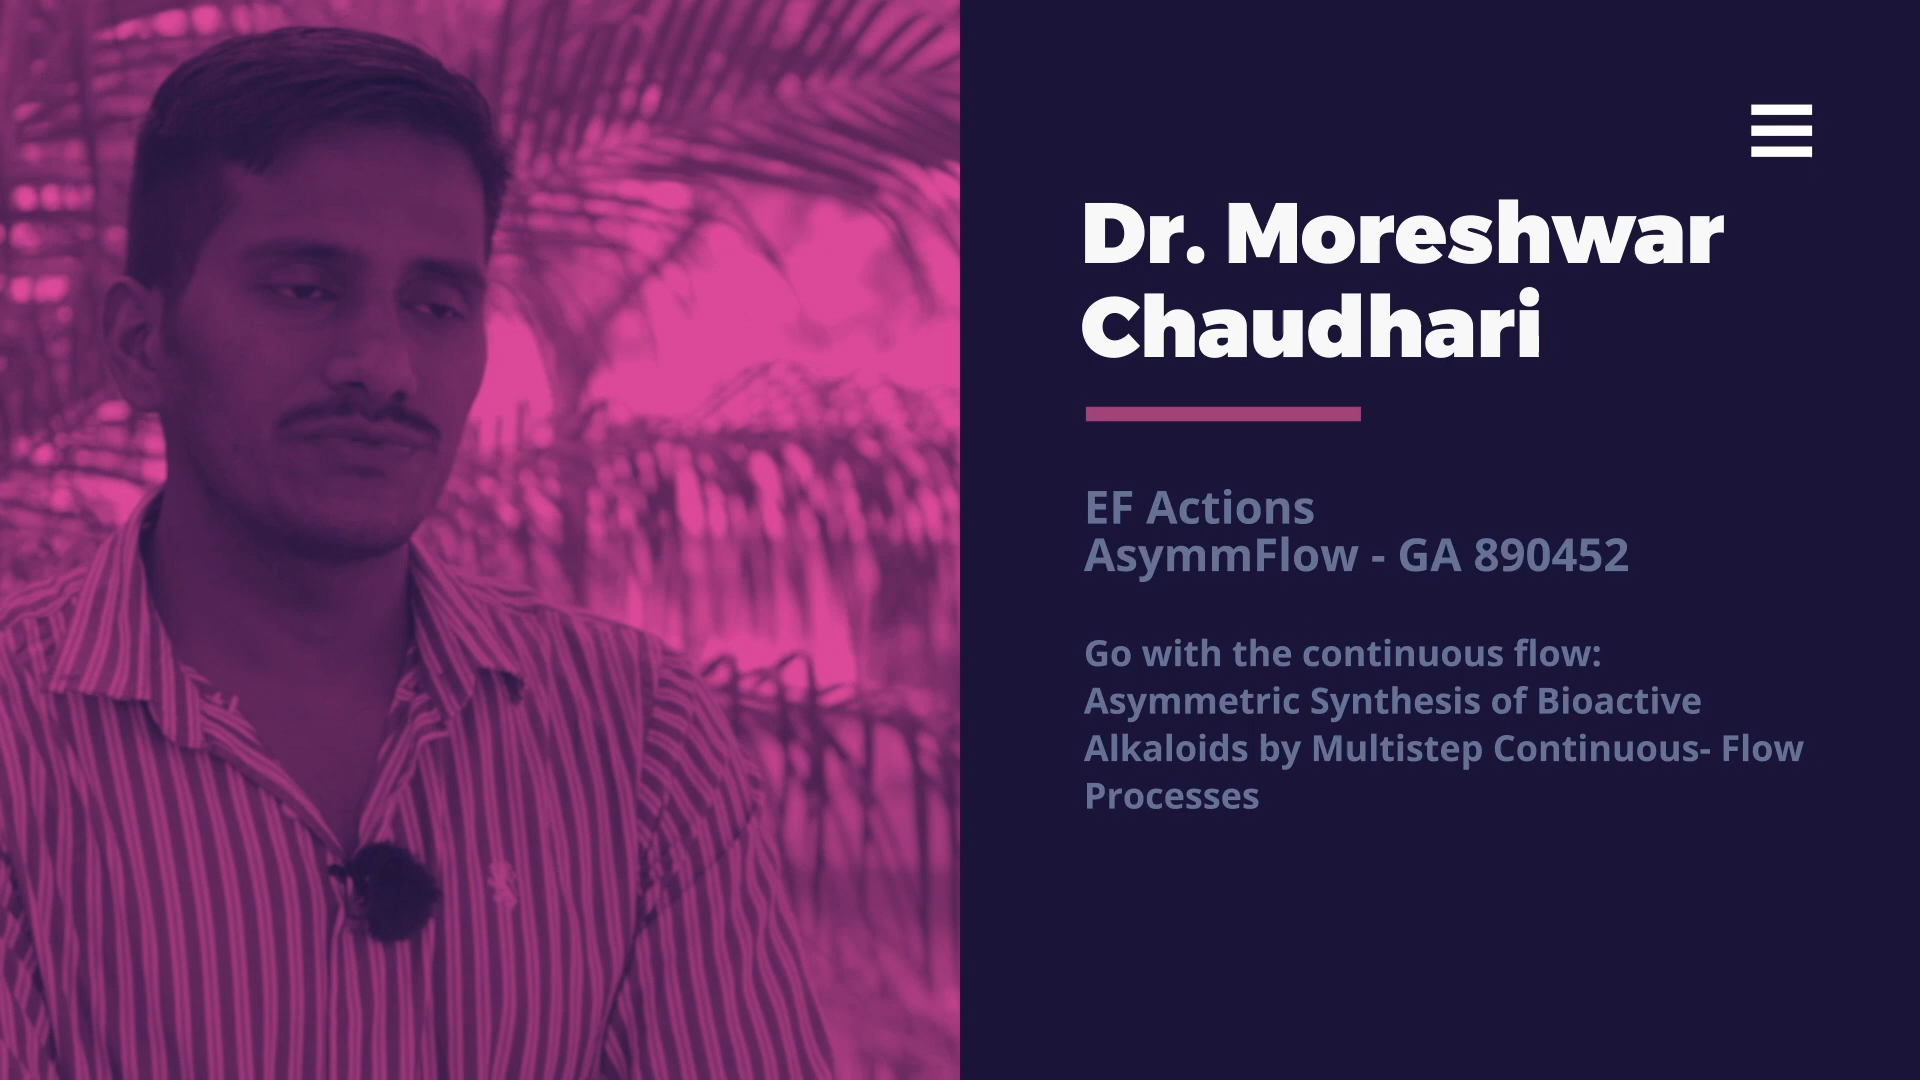 Dr. Moreshwar
Chaudhari
EF Actions
AsymmFlow - GA 890452
Go with the continuous flow:
Asymmetric Synthesis of Bioactive
Alkaloids by Multistep Continuous- Flow
Processes